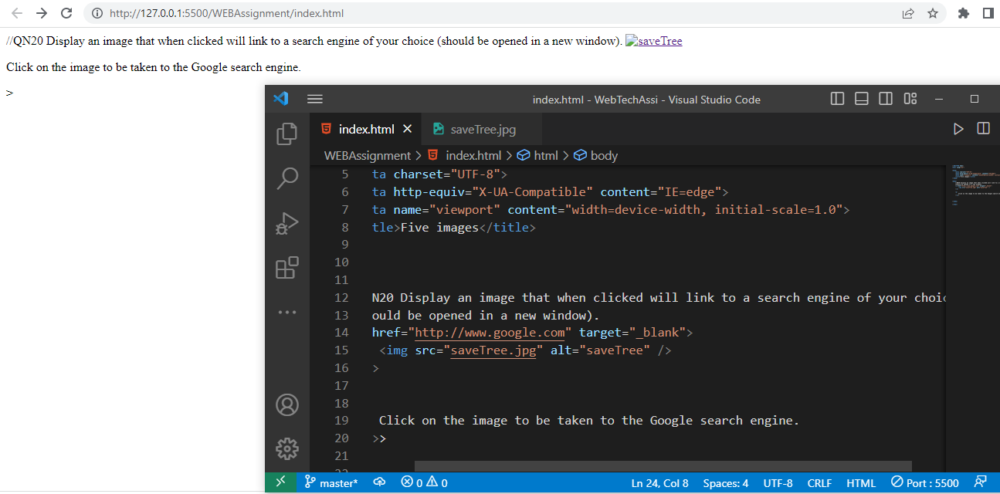 http://127.0.0.1:5500/WEBAssignment/index.html
//QN20 Display an image that when clicked will link to a search engine of your choice (should be opened in a new window). saveTree
Click on the image to be taken to the Google search engine.
>
index.html - WebTechAssi - Visual Studio Code
index.html saveTree.jpg
WEBAssignment > index.html > html > body
5 ta charset="UTF-8">
6 ta http-equiv="X-UA-Compatible" content="IE=edge">
7 ta name="viewport" content="width=device-width, initial-scale=1.0">
8 tle>Five images</title>
9
10
11
12 N20 Display an image that when clicked will link to a search engine of your choic
13 ould be opened in a new window).
14 href="http://www.google.com" target="_blank">
15 <img src="saveTree.jpg" alt="saveTree" />
16 >
17
18
19 Click on the image to be taken to the Google search engine.
20 >>
21
22
master* 0 0 Ln 24, Col 8 Spaces: 4 UTF-8 CRLF HTML Port : 5500